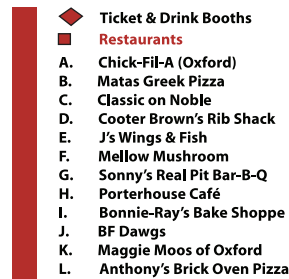 Ticket & Drink Booths
Restaurants
A. Chick-Fil-A (Oxford)
B. Matas Greek Pizza
C. Classic on Noble
D. Cooter Brown's Rib Shack
E. J's Wings & Fish
F. Mellow Mushroom
G. Sonny's Real Pit Bar-B-Q
H. Porterhouse Café
I. Bonnie-Ray's Bake Shoppe
J. BF Dawgs
K. Maggie Moos of Oxford
L. Anthony's Brick Oven Pizza